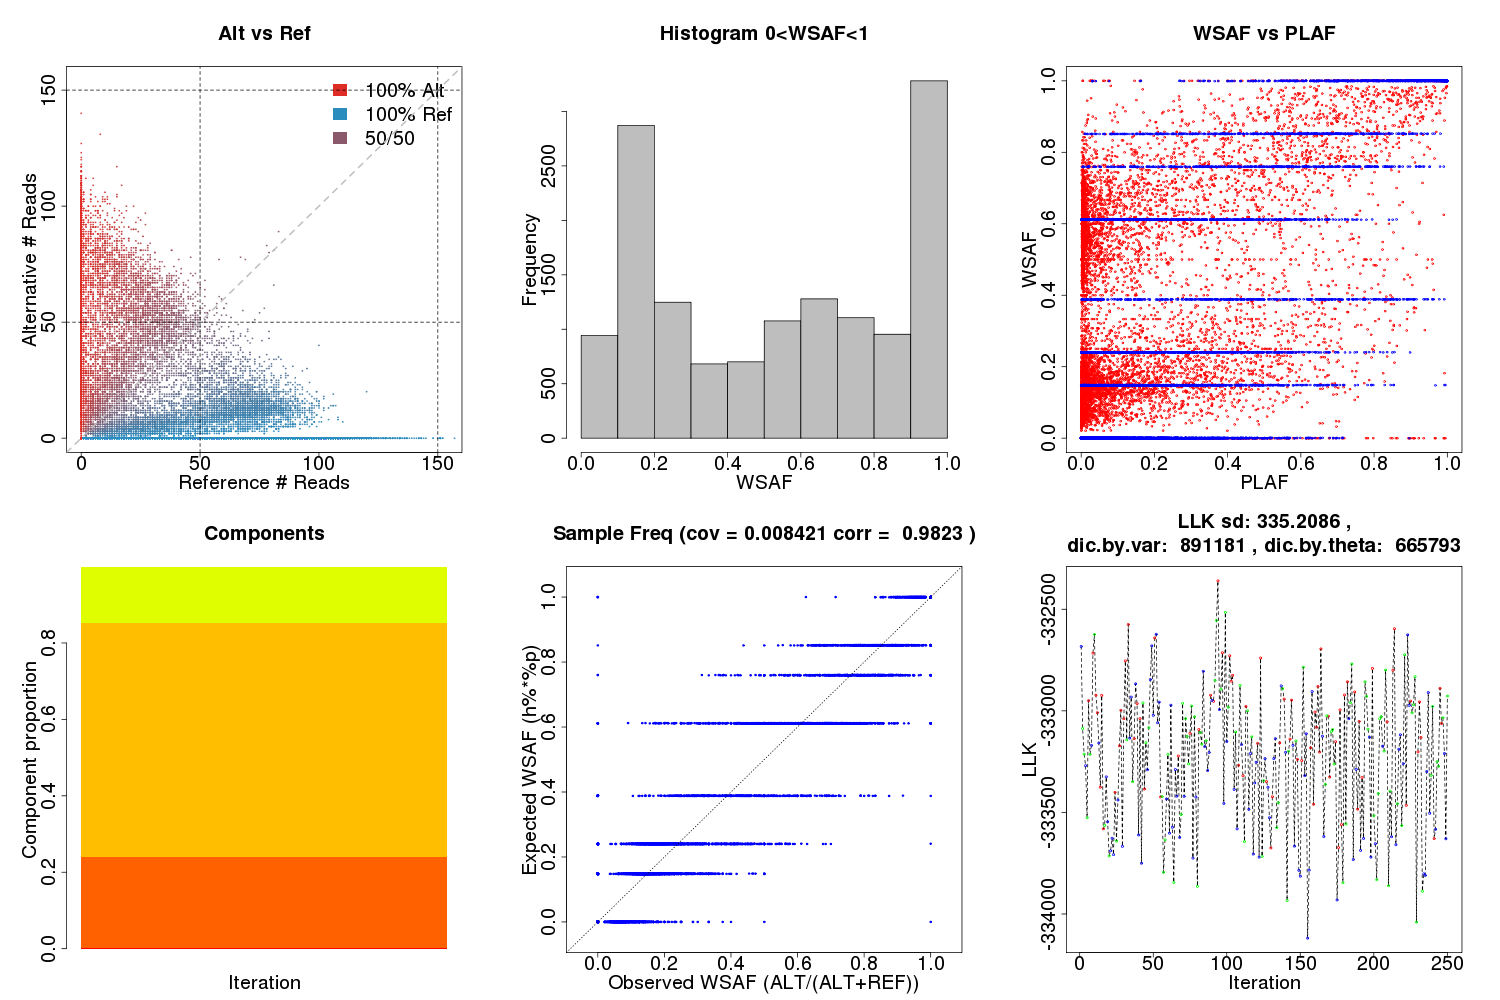 Alt vs Ref
100% Alt
100% Ref
50/50
Alternative # Reads
0 50 100 150
0 50 100 150
Reference # Reads
Histogram 0<WSAF<1
Frequency
0 500 1500 2500
0.0 0.2 0.4 0.6 0.8 1.0
WSAF
WSAF vs PLAF
WSAF
0.0 0.2 0.4 0.6 0.8 1.0
0.0 0.2 0.4 0.6 0.8 1.0
PLAF
Components
Component proportion
0.0 0.2 0.4 0.6 0.8
Iteration
Sample Freq (cov = 0.008421 corr = 0.9823 )
Expected WSAF (h%*%p)
0.0 0.2 0.4 0.6 0.8 1.0
0.0 0.2 0.4 0.6 0.8 1.0
Observed WSAF (ALT/(ALT+REF))
LLK sd: 335.2086 ,
dic.by.var: 891181 , dic.by.theta: 665793
LLK
-334000 -333500 -333000 -332500
0 50 100 150 200 250
Iteration